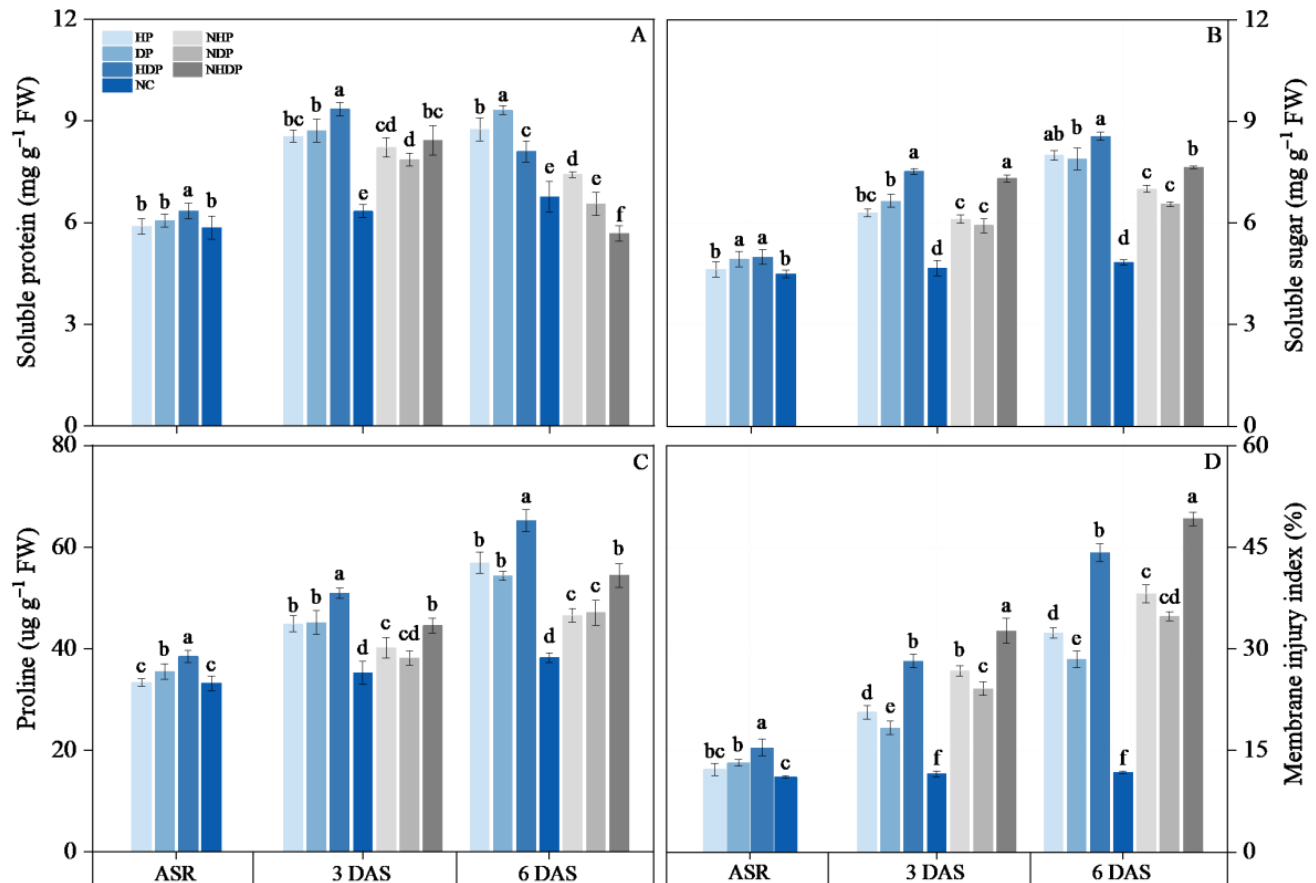 12
9
6
3
0
Soluble protein (mg g⁻¹ FW)
HP NHP
DP NDP
HDP NHDP
NC
A
b b a b
bc b a e cd d bc
b a c e d e f
B
b a a b
bc b a d c c a
ab b a d c c b
12
9
6
3
0
Soluble sugar (mg g⁻¹ FW)
80
60
40
20
0
Proline (ug g⁻¹ FW)
C
c b a c
b b a d c cd b
b b a d c c b
ASR 3 DAS 6 DAS
D
bc b a c
d e b f b c a
d e b f c cd a
60
45
30
15
0
Membrane injury index (%)
ASR 3 DAS 6 DAS